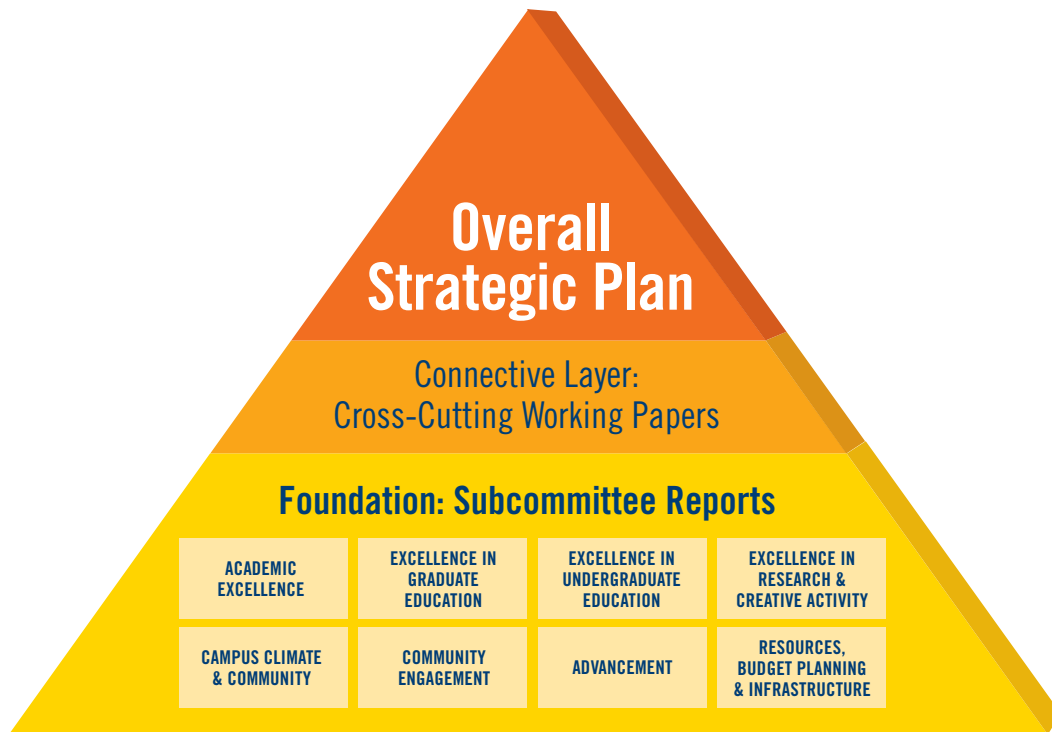 Overall
Strategic Plan
Connective Layer:
Cross-Cutting Working Papers
Foundation: Subcommittee Reports
ACADEMIC
EXCELLENCE
EXCELLENCE IN
GRADUATE
EDUCATION
EXCELLENCE IN
UNDERGRADUATE
EDUCATION
EXCELLENCE IN
RESEARCH &
CREATIVE ACTIVITY
CAMPUS CLIMATE
& COMMUNITY
COMMUNITY
ENGAGEMENT
ADVANCEMENT
RESOURCES,
BUDGET PLANNING
& INFRASTRUCTURE